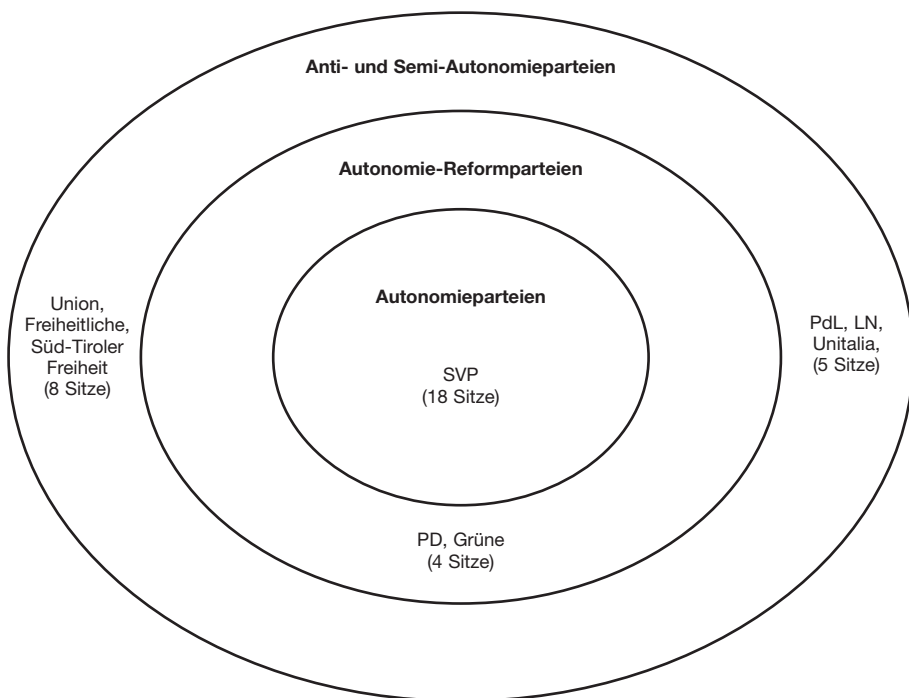 Anti- und Semi-Autonomieparteien
Autonomie-Reformparteien
Autonomieparteien
Union,
Freiheitliche,
Süd-Tiroler
Freiheit
(8 Sitze)
SVP
(18 Sitze)
PdL, LN,
Unitalia,
(5 Sitze)
PD, Grüne
(4 Sitze)